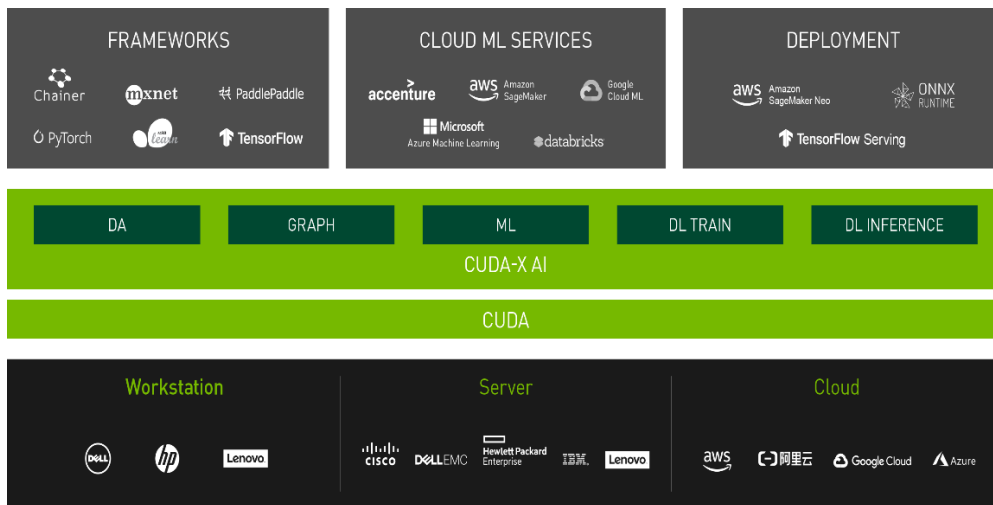 FRAMEWORKS
Chainer
mxnet
PaddlePaddle
PyTorch
learn
TensorFlow
CLOUD ML SERVICES
accenture
aws Amazon
SageMaker
Google
Cloud ML
Microsoft
Azure Machine Learning
databricks
DEPLOYMENT
aws Amazon
SageMaker Neo
ONNX
RUNTIME
TensorFlow Serving
DA
GRAPH
ML
DL TRAIN
DL INFERENCE
CUDA-X AI
CUDA
Workstation
DELL
hp
Lenovo
Server
CISCO
DELLEMC
Hewlett Packard
Enterprise
IBM.
Lenovo
Cloud
aws
阿里云
Google Cloud
Azure